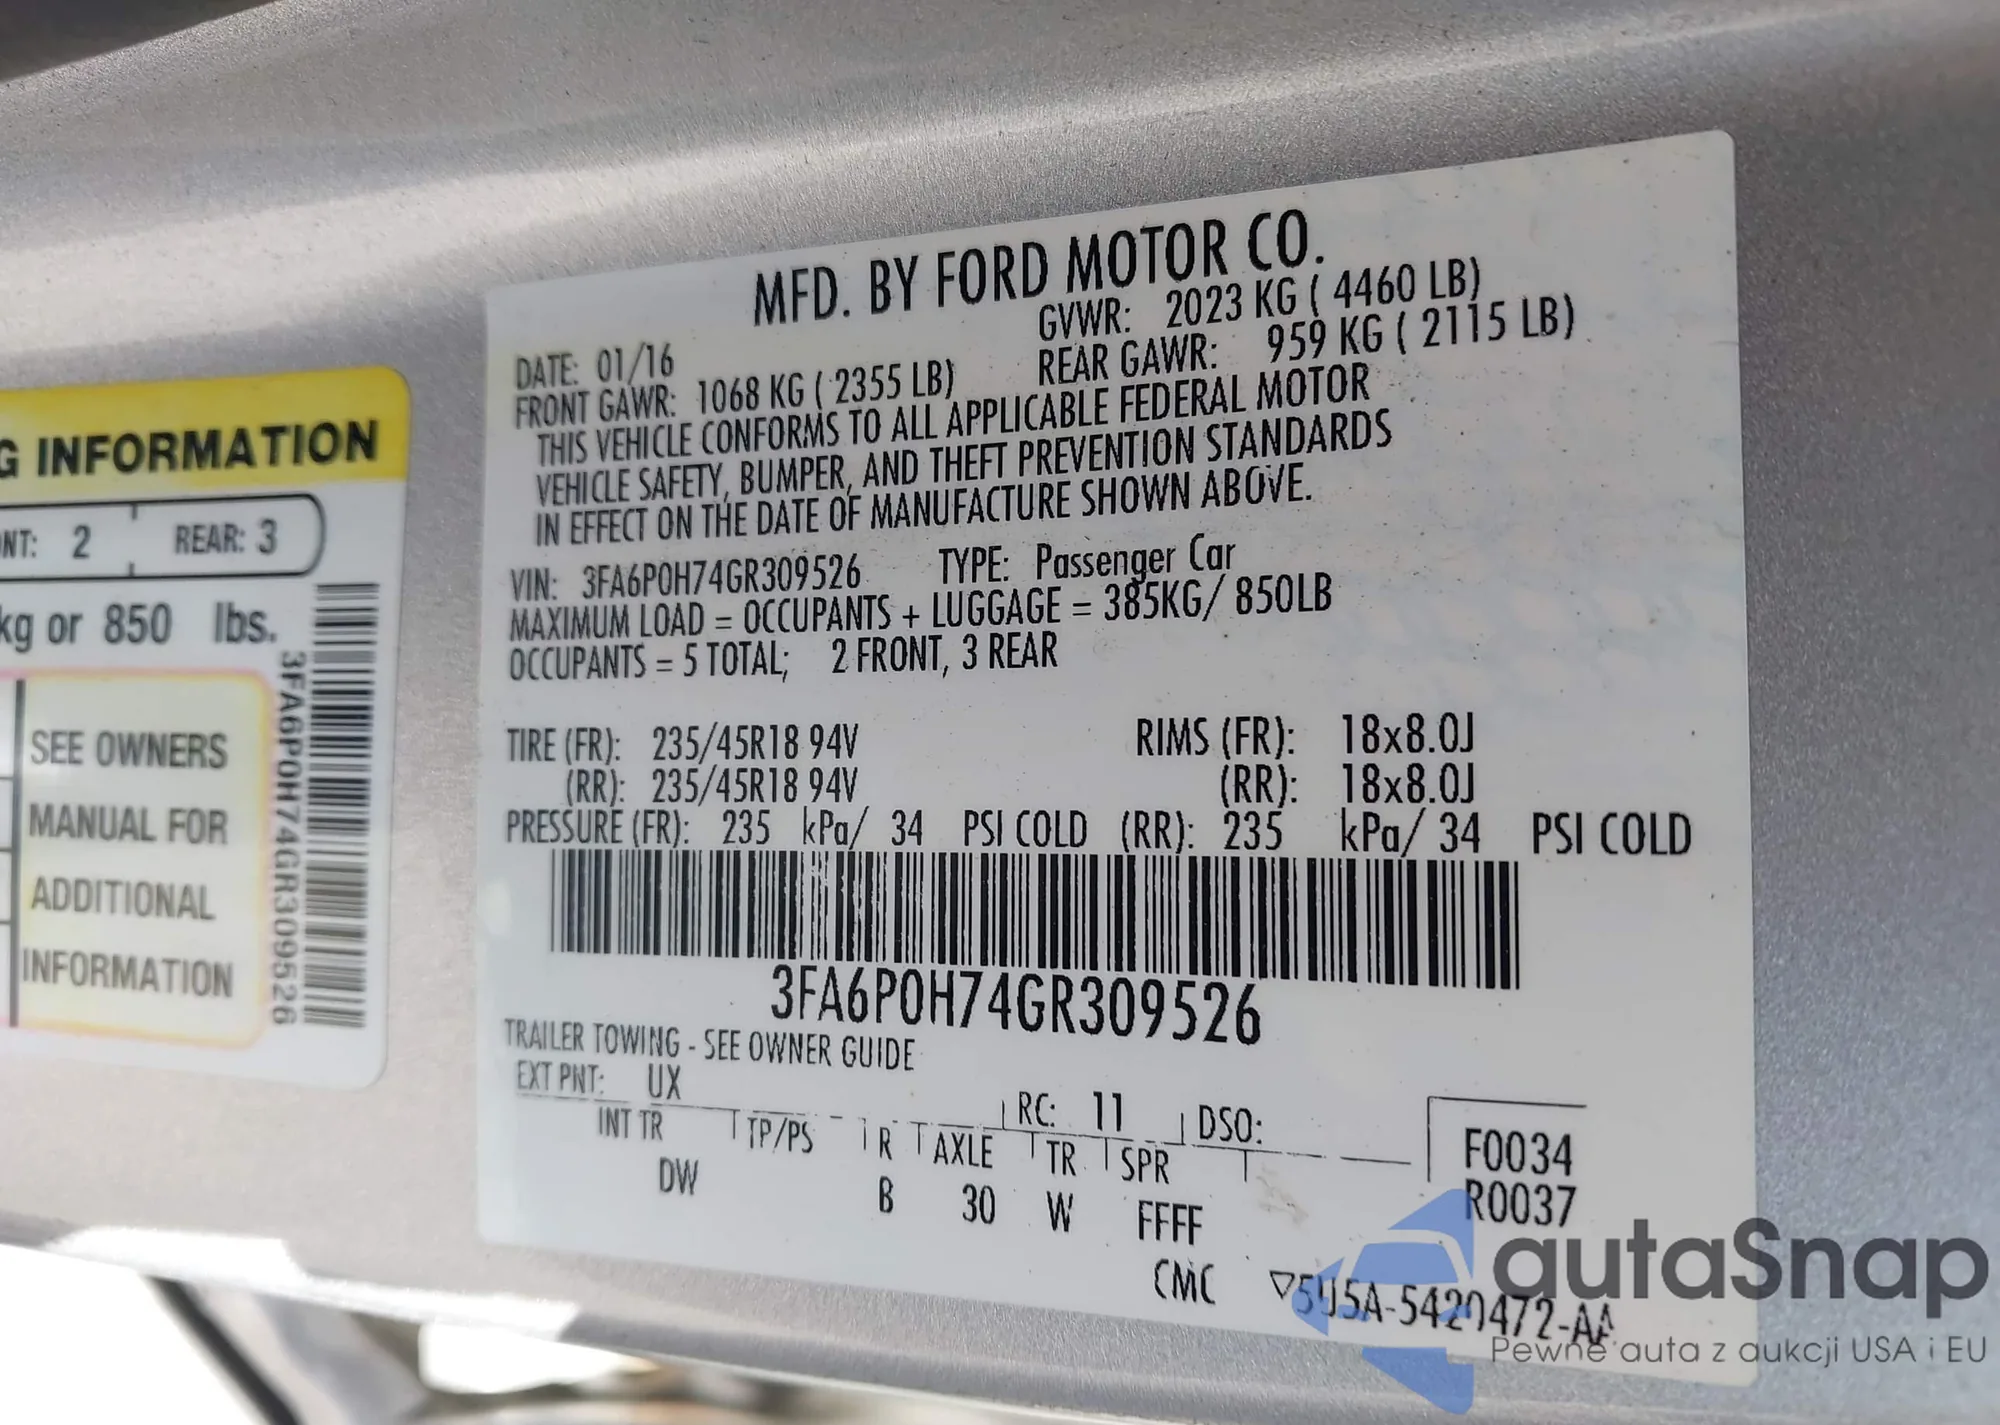 G INFORMATION
NT: 2 REAR: 3
kg or 850 lbs.
SEE OWNERS
MANUAL FOR
ADDITIONAL
INFORMATION
3FA6P0H74GR309526
MFD. BY FORD MOTOR CO.
DATE: 01/16 GVWR: 2023 KG ( 4460 LB)
FRONT GAWR: 1068 KG ( 2355 LB) REAR GAWR: 959 KG ( 2115 LB)
THIS VEHICLE CONFORMS TO ALL APPLICABLE FEDERAL MOTOR
VEHICLE SAFETY, BUMPER, AND THEFT PREVENTION STANDARDS
IN EFFECT ON THE DATE OF MANUFACTURE SHOWN ABOVE.
VIN: 3FA6P0H74GR309526 TYPE: Passenger Car
MAXIMUM LOAD = OCCUPANTS + LUGGAGE = 385KG/ 850LB
OCCUPANTS = 5 TOTAL; 2 FRONT, 3 REAR
TIRE (FR): 235/45R18 94V RIMS (FR): 18x8.0J
(RR): 235/45R18 94V (RR): 18x8.0J
PRESSURE (FR): 235 kPa/ 34 PSI COLD (RR): 235 kPa/ 34 PSI COLD
3FA6P0H74GR309526
TRAILER TOWING - SEE OWNER GUIDE
EXT PNT: UX RC: 11 DSO:
INT TR TP/PS R AXLE TR SPR F0034
DW B 30 W FFFF R0037
CMC ▽5U5A-5420472-AA
autaSnap
Pewne auta z aukcji USA i EU